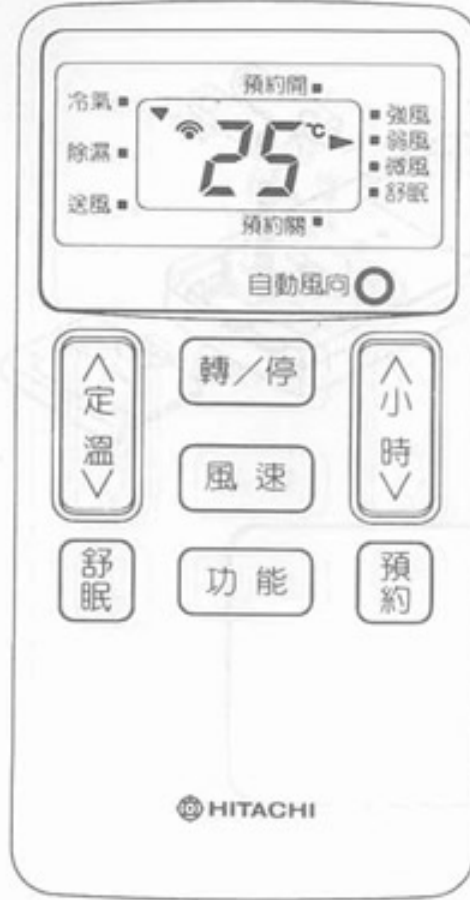 預約開
冷氣
強風
25℃
弱風
除濕
微風
送風
舒眠
預約關
自動風向
定溫
轉/停
小時
風速
舒眠
功能
預約
HITACHI